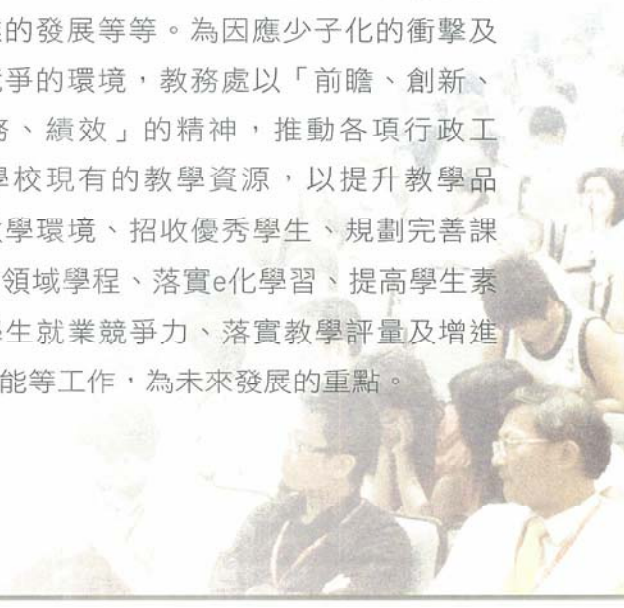 的發展等等。為因應少子化的衝擊及
爭的環境，教務處以「前瞻、創新、
務、績效」的精神，推動各項行政工
學校現有的教學資源，以提升教學品
學環境、招收優秀學生、規劃完善課
領域學程、落實e化學習、提高學生素
學生就業競爭力、落實教學評量及增進
能等工作，為未來發展的重點。